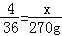 4/36 = x/270g